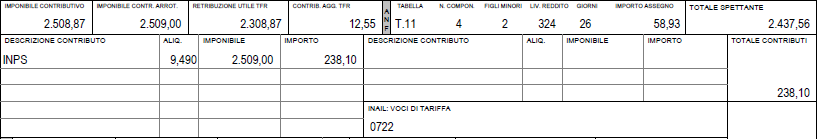 IMPONIBILE CONTRIBUTIVO IMPONIBILE CONTR. ARROT. RETRIBUZIONE UTILE TFR CONTRIB. AGG. TFR ANF TABELLA N. COMPON. FIGLI MINORI LIV. REDDITO GIORNI IMPORTO ASSEGNO TOTALE SPETTANTE
2.508,87 2.509,00 2.308,87 12,55 T.11 4 2 324 26 58,93 2.437,56
DESCRIZIONE CONTRIBUTO ALIQ. IMPONIBILE IMPORTO DESCRIZIONE CONTRIBUTO ALIQ. IMPONIBILE IMPORTO TOTALE CONTRIBUTI
INPS 9,490 2.509,00 238,10
238,10
INAIL: VOCI DI TARIFFA
0722